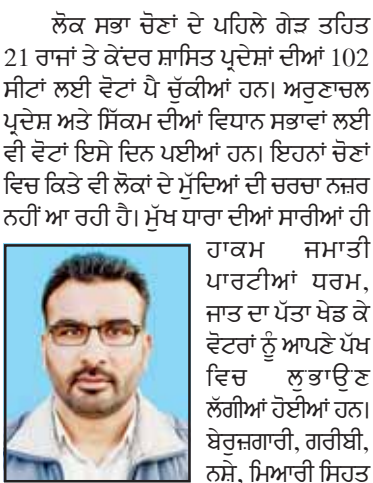 ਲੋਕ ਸਭਾ ਚੋਣਾਂ ਦੇ ਪਹਿਲੇ ਗੇੜ ਤਹਿਤ
21 ਰਾਜਾਂ ਤੇ ਕੇਂਦਰ ਸ਼ਾਸਿਤ ਪ੍ਰਦੇਸ਼ਾਂ ਦੀਆਂ 102
ਸੀਟਾਂ ਲਈ ਵੋਟਾਂ ਪੈ ਚੁੱਕੀਆਂ ਹਨ। ਅਰੁਣਾਚਲ
ਪ੍ਰਦੇਸ਼ ਅਤੇ ਸਿੱਕਮ ਦੀਆਂ ਵਿਧਾਨ ਸਭਾਵਾਂ ਲਈ
ਵੀ ਵੋਟਾਂ ਇਸੇ ਦਿਨ ਪਈਆਂ ਹਨ। ਇਹਨਾਂ ਚੋਣਾਂ
ਵਿਚ ਕਿਤੇ ਵੀ ਲੋਕਾਂ ਦੇ ਮੁੱਦਿਆਂ ਦੀ ਚਰਚਾ ਨਜ਼ਰ
ਨਹੀਂ ਆ ਰਹੀ ਹੈ। ਮੁੱਖ ਧਾਰਾ ਦੀਆਂ ਸਾਰੀਆਂ ਹੀ
ਹਾਕਮ ਜਮਾਤੀ
ਪਾਰਟੀਆਂ ਧਰਮ,
ਜਾਤ ਦਾ ਪੱਤਾ ਖੇਡ ਕੇ
ਵੋਟਰਾਂ ਨੂੰ ਆਪਣੇ ਪੱਖ
ਵਿਚ ਲੁਭਾਉਣ
ਲੱਗੀਆਂ ਹੋਈਆਂ ਹਨ।
ਬੇਰੁਜ਼ਗਾਰੀ, ਗਰੀਬੀ,
ਨਸ਼ੇ, ਮਿਆਰੀ ਸਿਹਤ